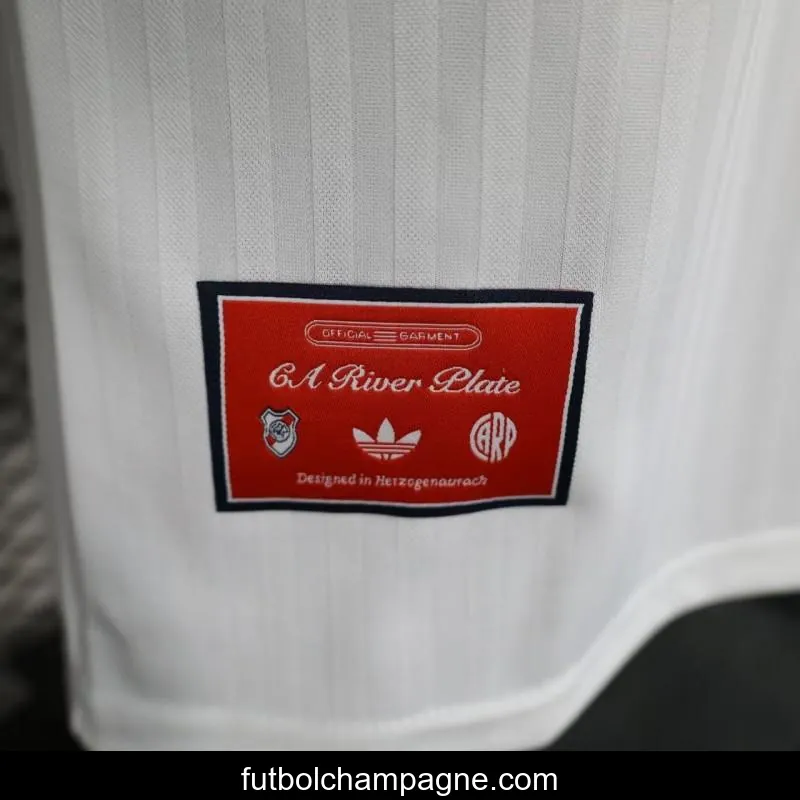 OFFICIAL GARMENT
CA River Plate
CARP
Designed in Herzogenaurach
futbolchampagne.com